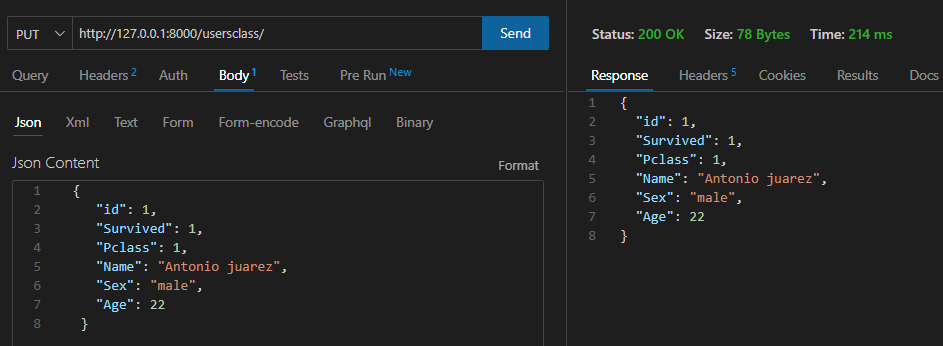 PUT http://127.0.0.1:8000/usersclass/ Send
Query Headers 2 Auth Body 1 Tests Pre Run New
Json Xml Text Form Form-encode Graphql Binary
Json Content Format
1 {
2 "id": 1,
3 "Survived": 1,
4 "Pclass": 1,
5 "Name": "Antonio juarez",
6 "Sex": "male",
7 "Age": 22
8 }
Status: 200 OK Size: 78 Bytes Time: 214 ms
Response Headers 5 Cookies Results Docs
1 {
2 "id": 1,
3 "Survived": 1,
4 "Pclass": 1,
5 "Name": "Antonio juarez",
6 "Sex": "male",
7 "Age": 22
8 }